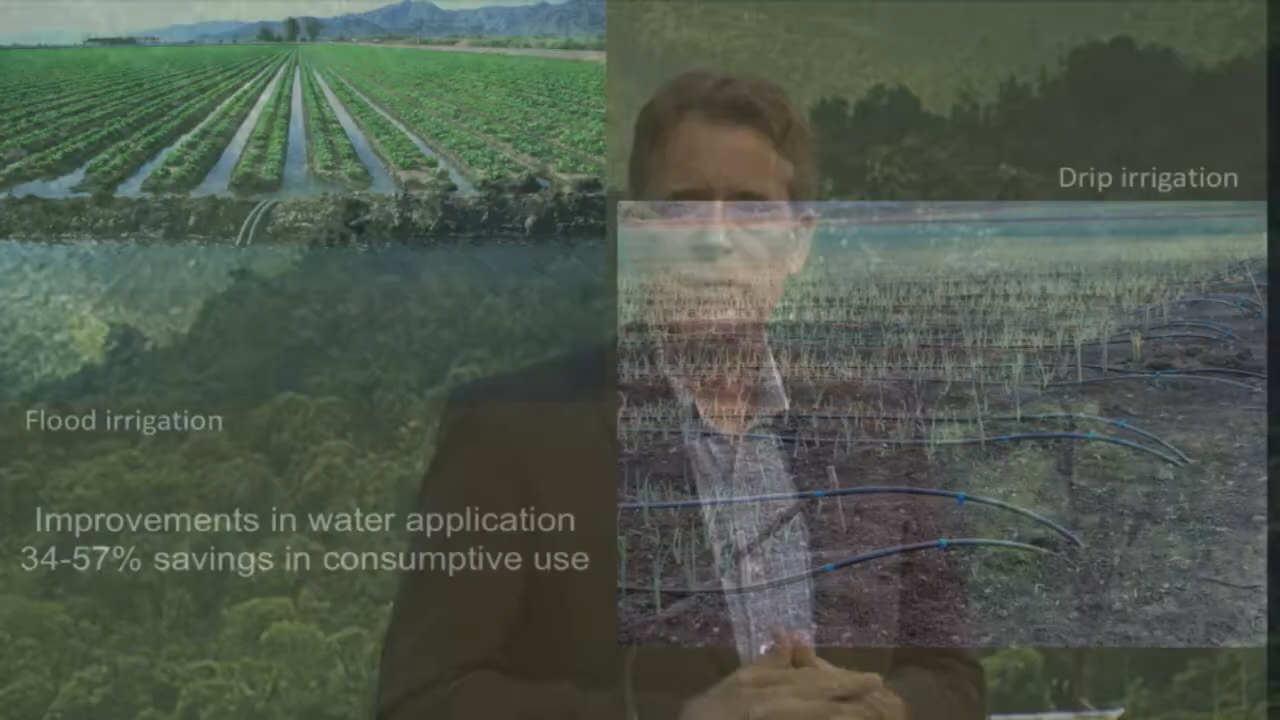 Drip irrigation
Flood irrigation
Improvements in water application
34-57% savings in consumptive use